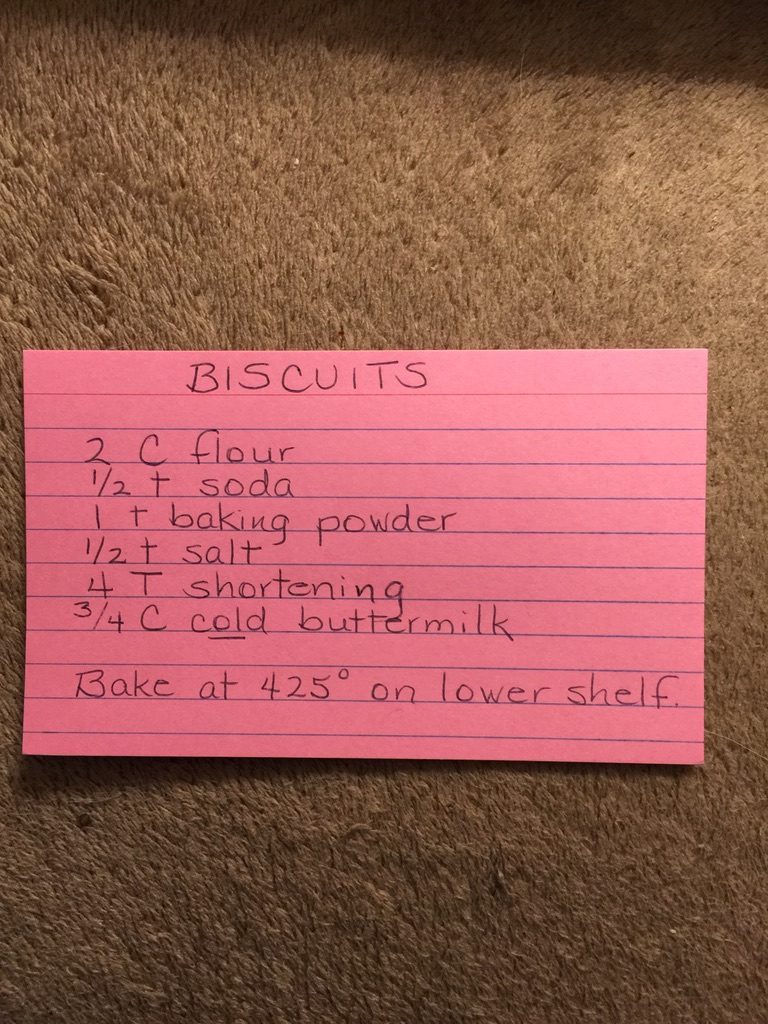 BISCUITS
2 C flour
1/2 t soda
1 t baking powder
1/2 t salt
4 T shortening
3/4 C cold buttermilk
Bake at 425° on lower shelf.